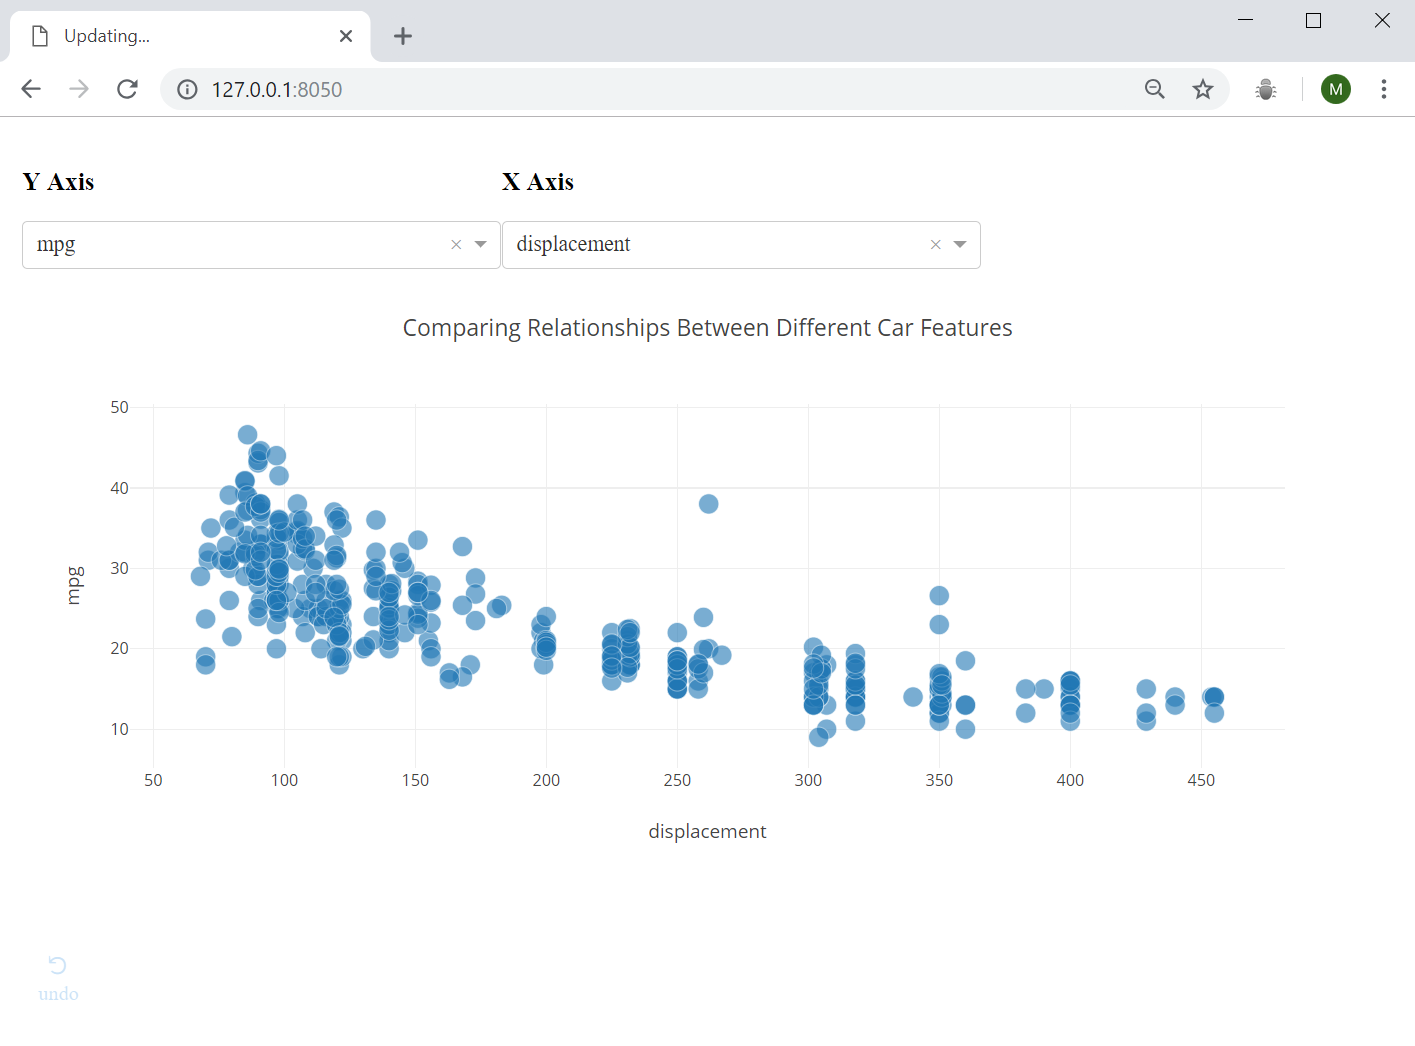 Updating...
127.0.0.1:8050
M
Y Axis X Axis
mpg × displacement ×
Comparing Relationships Between Different Car Features
50
40
30
20
10
mpg
50 100 150 200 250 300 350 400 450
displacement
undo